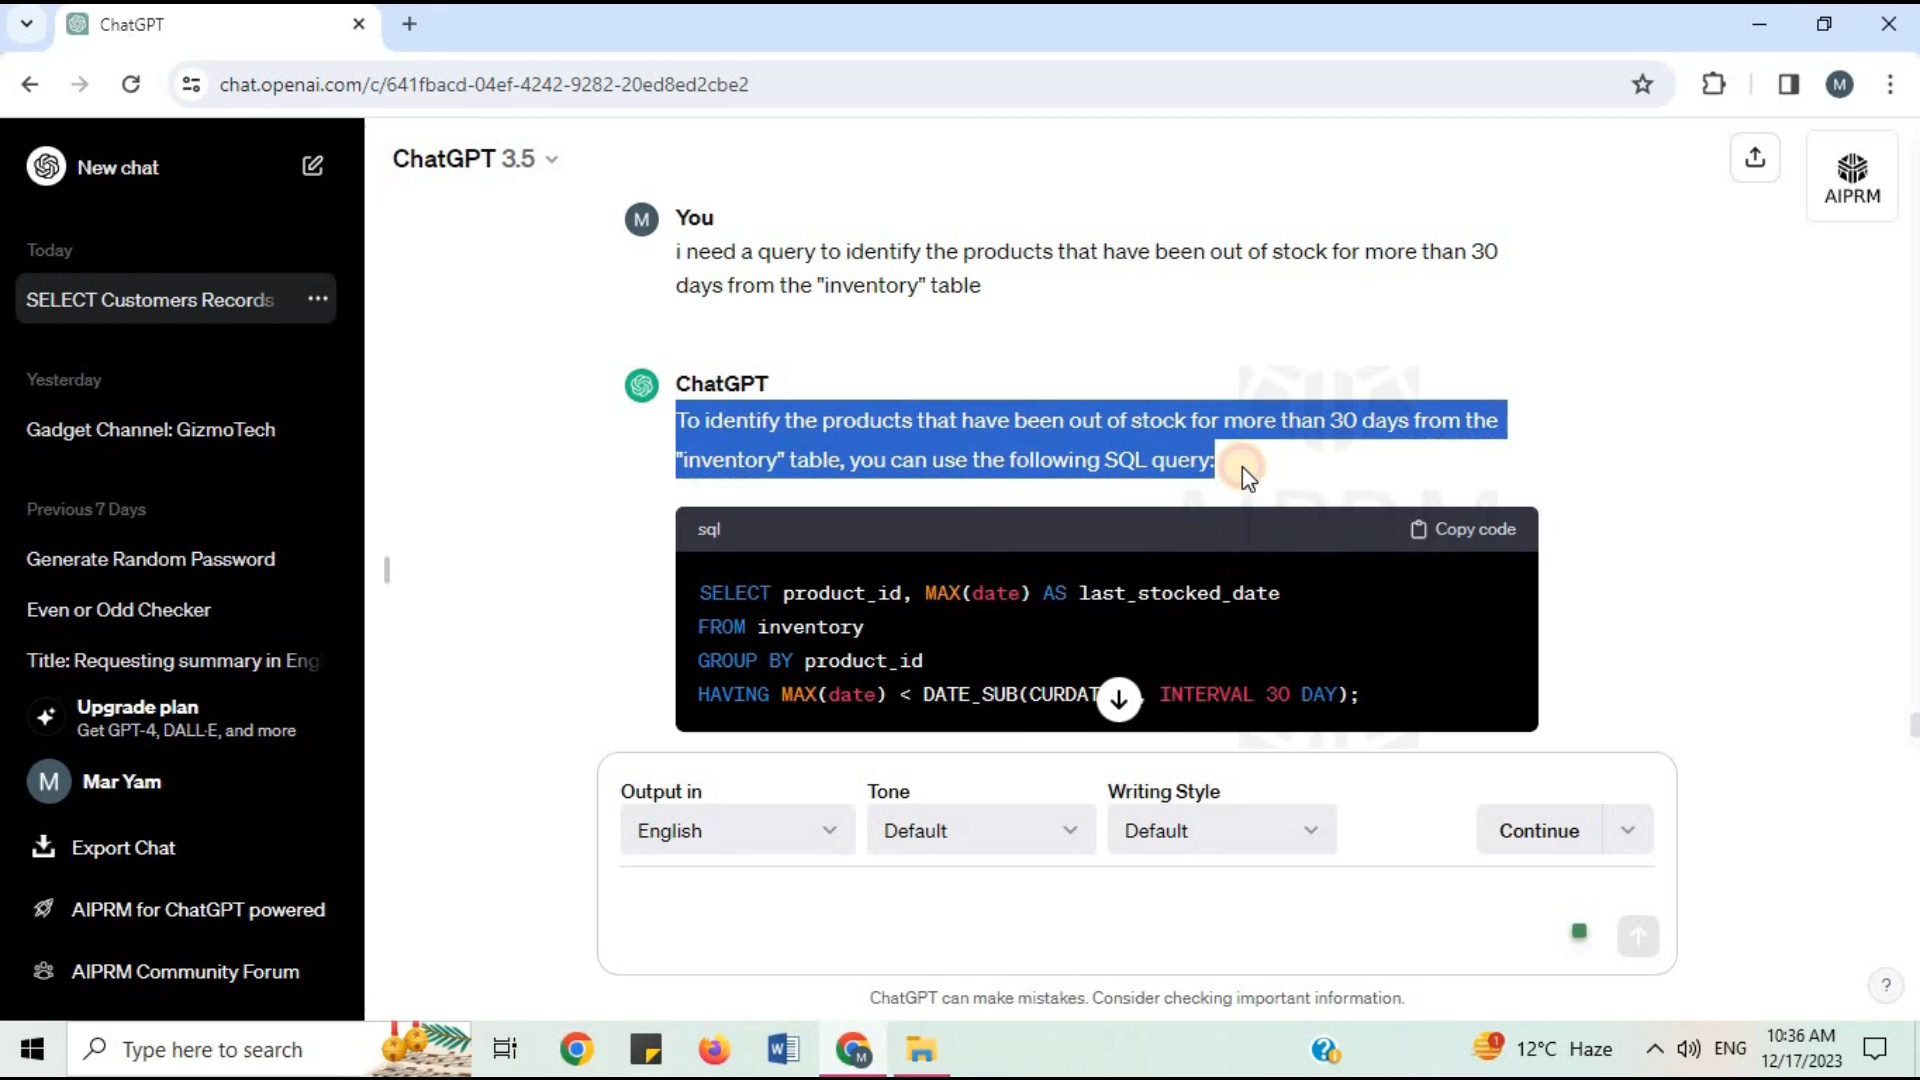 ChatGPT
chat.openai.com/c/641fbacd-04ef-4242-9282-20ed8ed2cbe2
M
New chat
Today
SELECT Customers Records
Yesterday
Gadget Channel: GizmoTech
Previous 7 Days
Generate Random Password
Even or Odd Checker
Title: Requesting summary in Eng
Upgrade plan
Get GPT-4, DALL·E, and more
M Mar Yam
Export Chat
AIPRM for ChatGPT powered
AIPRM Community Forum
ChatGPT 3.5
AIPRM
M You
i need a query to identify the products that have been out of stock for more than 30
days from the "inventory" table
ChatGPT
To identify the products that have been out of stock for more than 30 days from the
"inventory" table, you can use the following SQL query:
sql Copy code
SELECT product_id, MAX(date) AS last_stocked_date
FROM inventory
GROUP BY product_id
HAVING MAX(date) < DATE_SUB(CURDAT , INTERVAL 30 DAY);
Output in Tone Writing Style
English Default Default Continue
ChatGPT can make mistakes. Consider checking important information.
?
Type here to search
12°C Haze
ENG
10:36 AM
12/17/2023